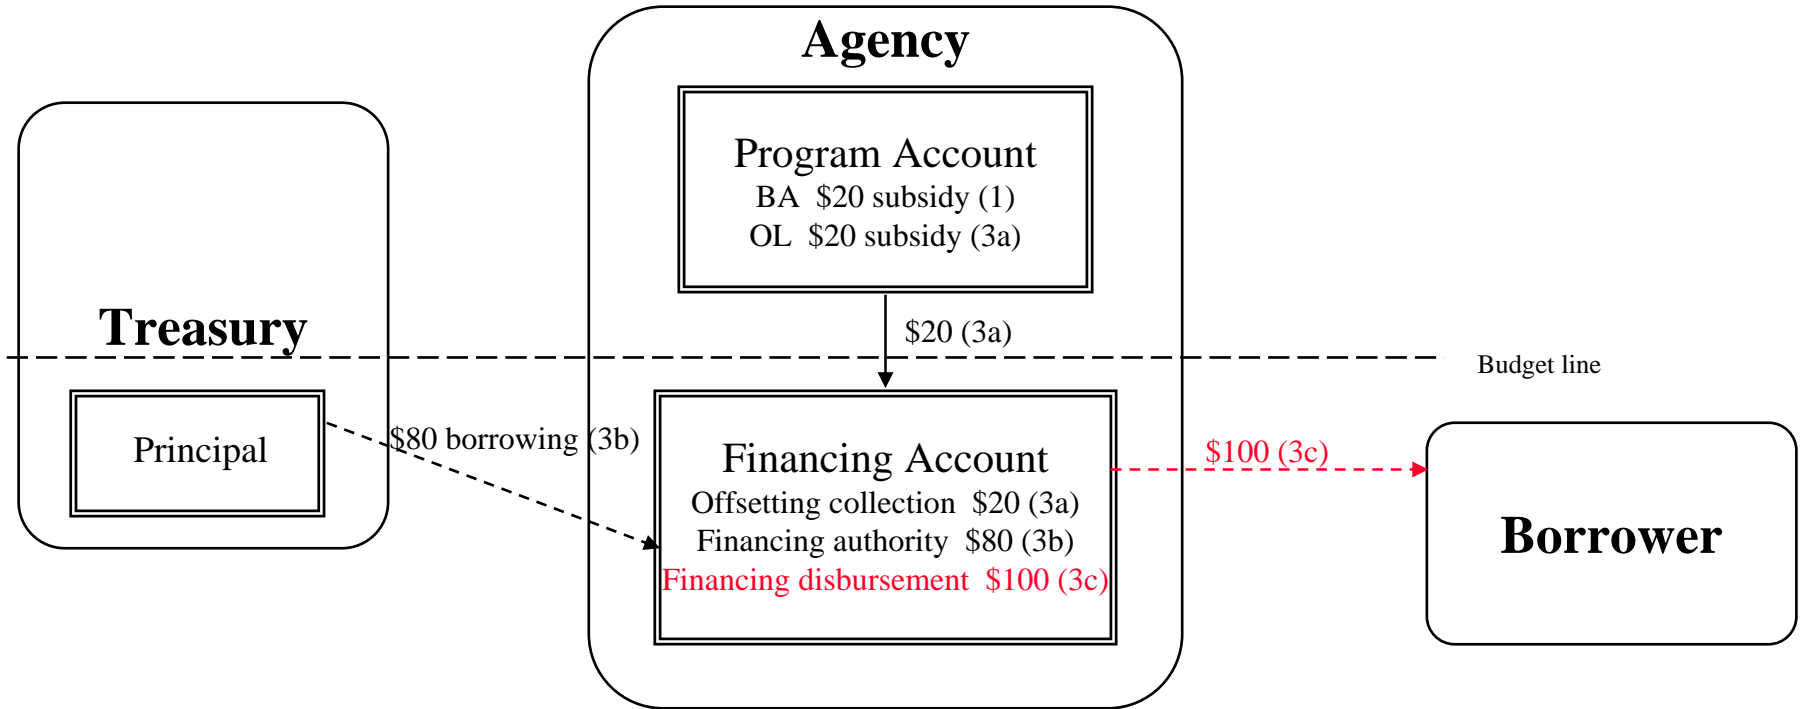 Agency
Program Account
BA $20 subsidy (1)
OL $20 subsidy (3a)
Treasury
$20 (3a)
Budget line
Principal
$80 borrowing (3b)
Financing Account
Offsetting collection $20 (3a)
Financing authority $80 (3b)
Financing disbursement $100 (3c)
$100 (3c)
Borrower